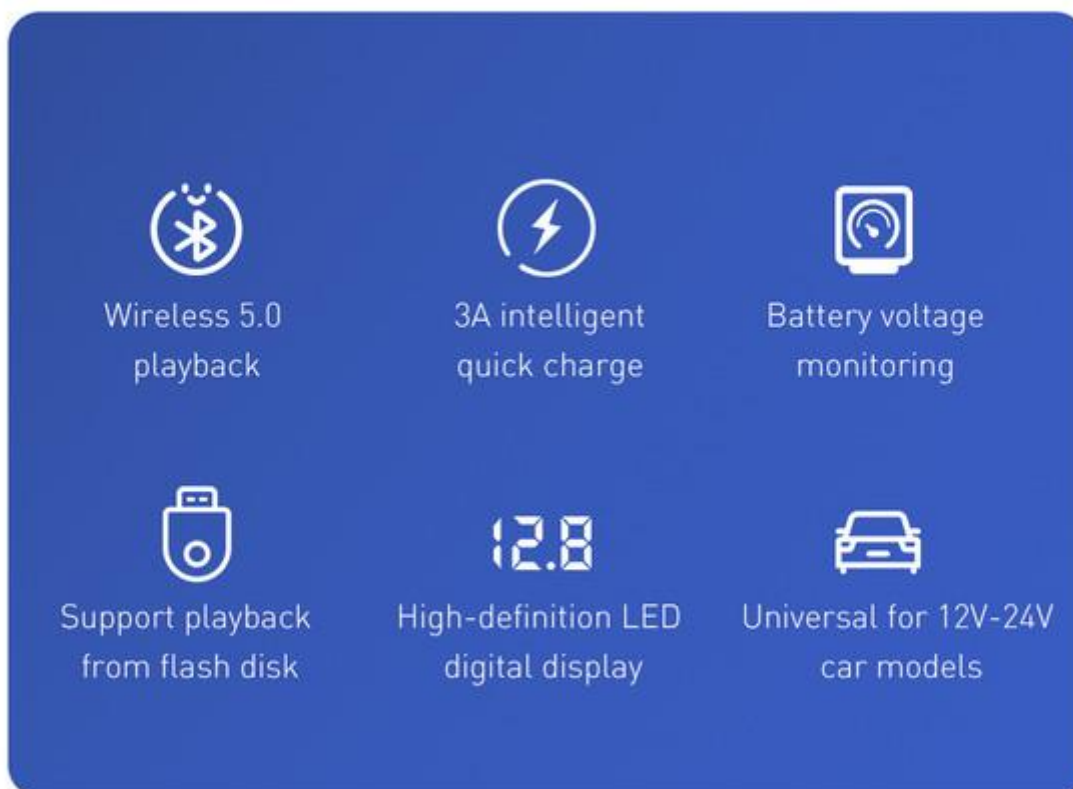 Wireless 5.0
playback
3A intelligent
quick charge
Battery voltage
monitoring
Support playback
from flash disk
12.8
High-definition LED
digital display
Universal for 12V-24V
car models